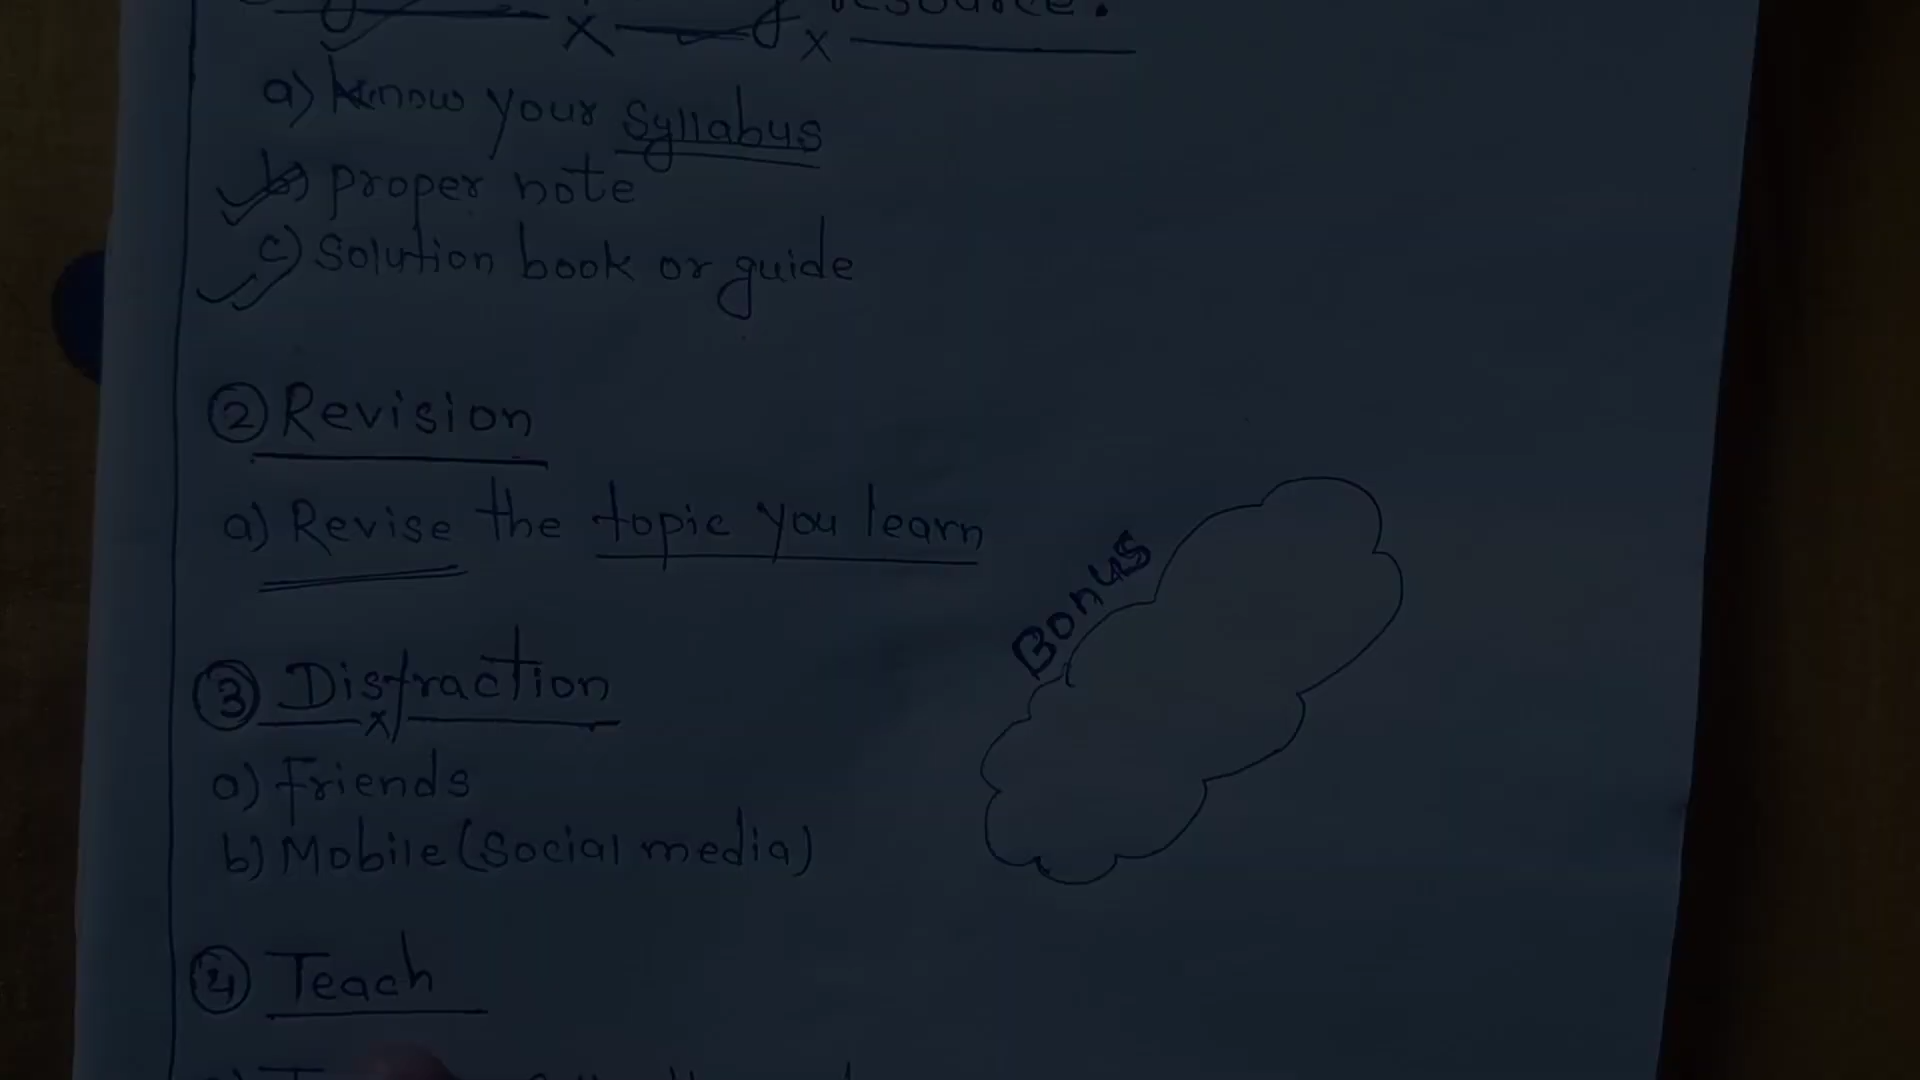 resource.
a) Know your syllabus
b) proper note
c) Solution book or guide
② Revision
a) Revise the topic you learn
③ Distraction
a) Friends
b) Mobile (Social media)
Bonus
④ Teach